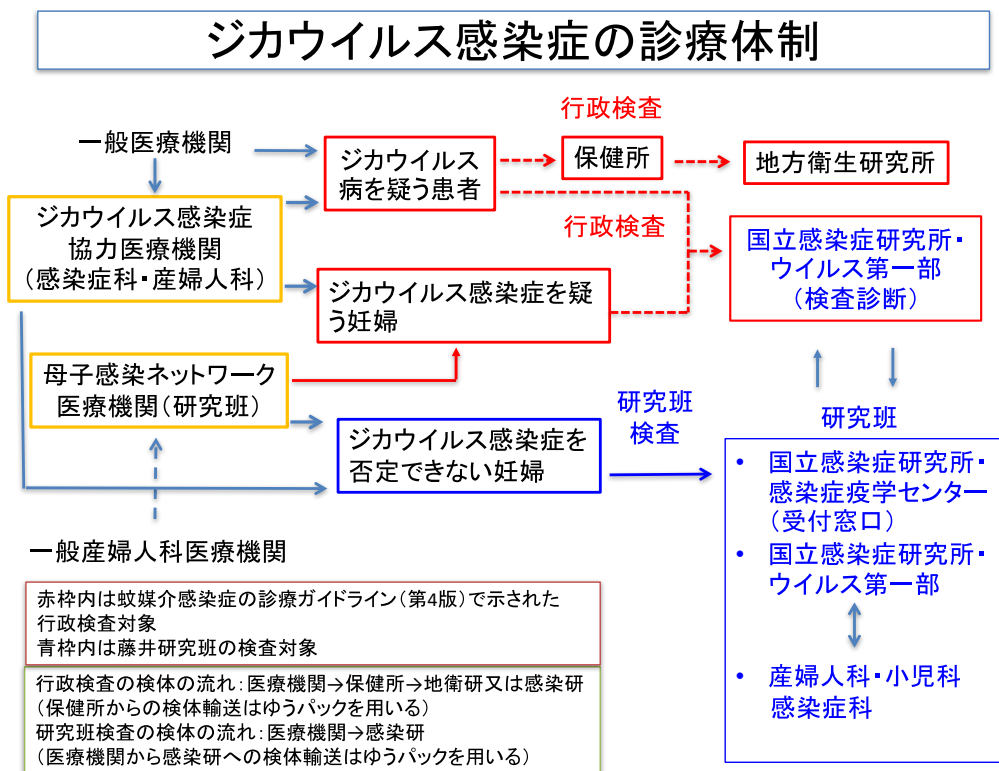 ジカウイルス感染症の診療体制
一般医療機関
ジカウイルス感染症
協力医療機関
(感染症科・産婦人科)
母子感染ネットワーク
医療機関(研究班)
一般産婦人科医療機関
ジカウイルス
病を疑う患者
ジカウイルス感染症を疑
う妊婦
ジカウイルス感染症を
否定できない妊婦
行政検査
保健所
地方衛生研究所
行政検査
国立感染症研究所・
ウイルス第一部
(検査診断)
研究班
検査
研究班
• 国立感染症研究所・
感染症疫学センター
(受付窓口)
• 国立感染症研究所・
ウイルス第一部
• 産婦人科・小児科
感染症科
赤枠内は蚊媒介感染症の診療ガイドライン(第4版)で示された
行政検査対象
青枠内は藤井研究班の検査対象
行政検査の検体の流れ:医療機関→保健所→地衛研又は感染研
(保健所からの検体輸送はゆうパックを用いる)
研究班検査の検体の流れ:医療機関→感染研
(医療機関から感染研への検体輸送はゆうパックを用いる)